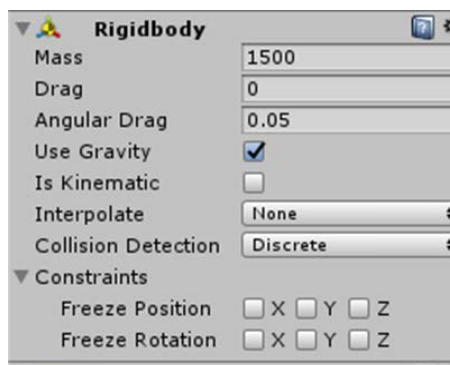 Rigidbody
Mass 1500
Drag 0
Angular Drag 0.05
Use Gravity
Is Kinematic
Interpolate None
Collision Detection Discrete
Constraints
Freeze Position X Y Z
Freeze Rotation X Y Z